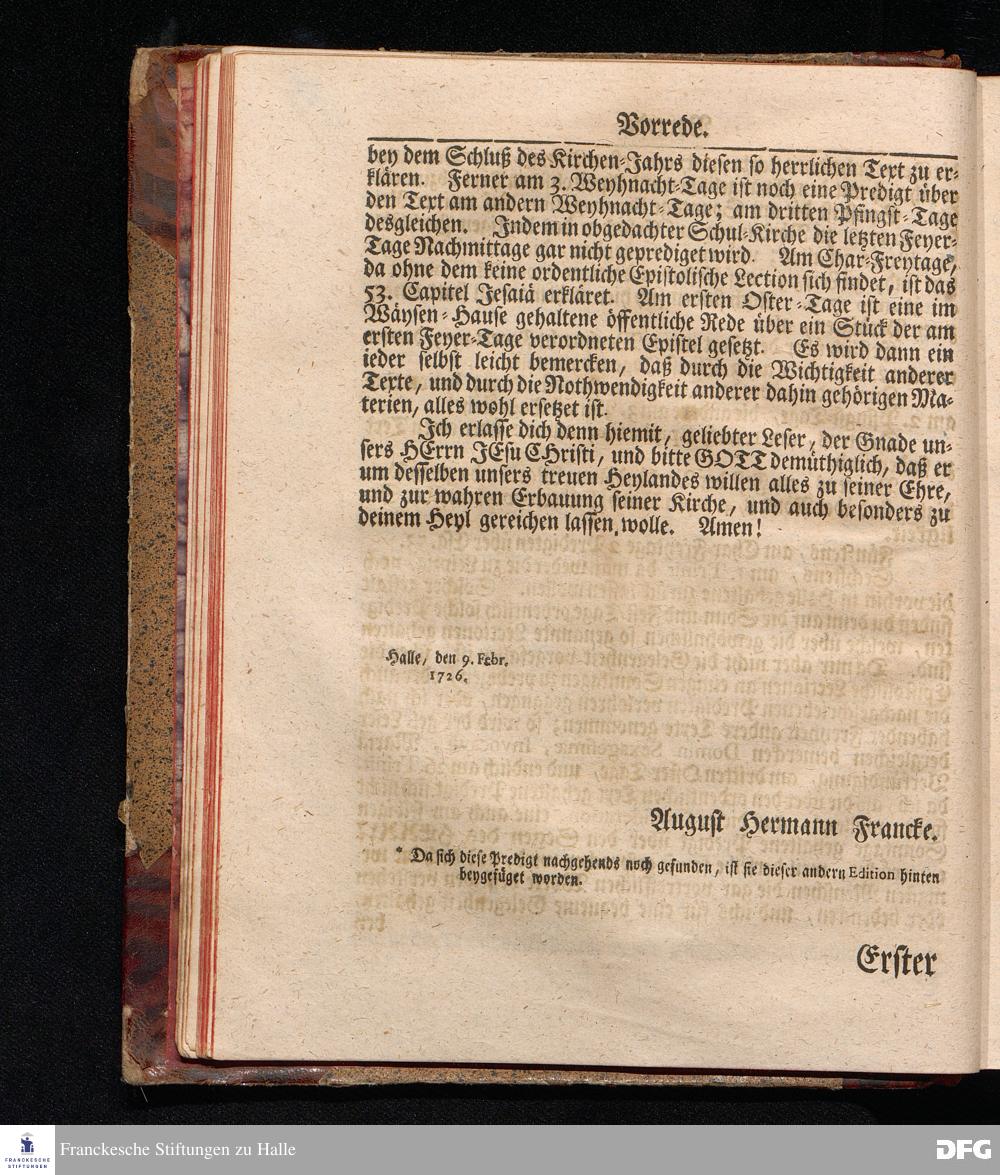 Vorrede.
bey dem Schluß des Kirchen-Jahrs diesen so herrlichen Text zu er-
klären. Ferner am 3. Weyhnacht-Tage ist noch eine Predigt über
den Text am andern Weyhnacht-Tage; am dritten Pfingst-Tage
desgleichen. Indem in obgedachter Schul-Kirche die letzten Feyer-
Tage Nachmittage gar nicht geprediget wird. Am Char-Freytage,
da ohne dem keine ordentliche Epistolische Lection sich findet, ist das
53. Capitel Jesaiä erkläret. Am ersten Oster-Tage ist eine im
Wäysen-Hause gehaltene öffentliche Rede über ein Stück der am
ersten Feyer-Tage verordneten Epistel gesetzt. Es wird dann ein
ieder selbst leicht bemercken, daß durch die Wichtigkeit anderer
Texte, und durch die Nothwendigkeit anderer dahin gehörigen Ma-
terien, alles wohl ersetzet ist.
Ich erlasse dich denn hiemit, geliebter Leser, der Gnade un-
sers HErrn JEsu CHristi, und bitte GOTT demüthiglich, daß er
um desselben unsers treuen Heylandes willen alles zu seiner Ehre,
und zur wahren Erbauung seiner Kirche, und auch besonders zu
deinem Heyl gereichen lassen wolle. Amen!
Halle, den 9. Febr.
1726.
August Hermann Francke.
* Da sich diese Predigt nachgehends noch gefunden, ist sie dieser andern Edition hinten
beygefüget worden.
Erster
FRANCKESCHE
STIFTUNGEN
Franckesche Stiftungen zu Halle
DFG